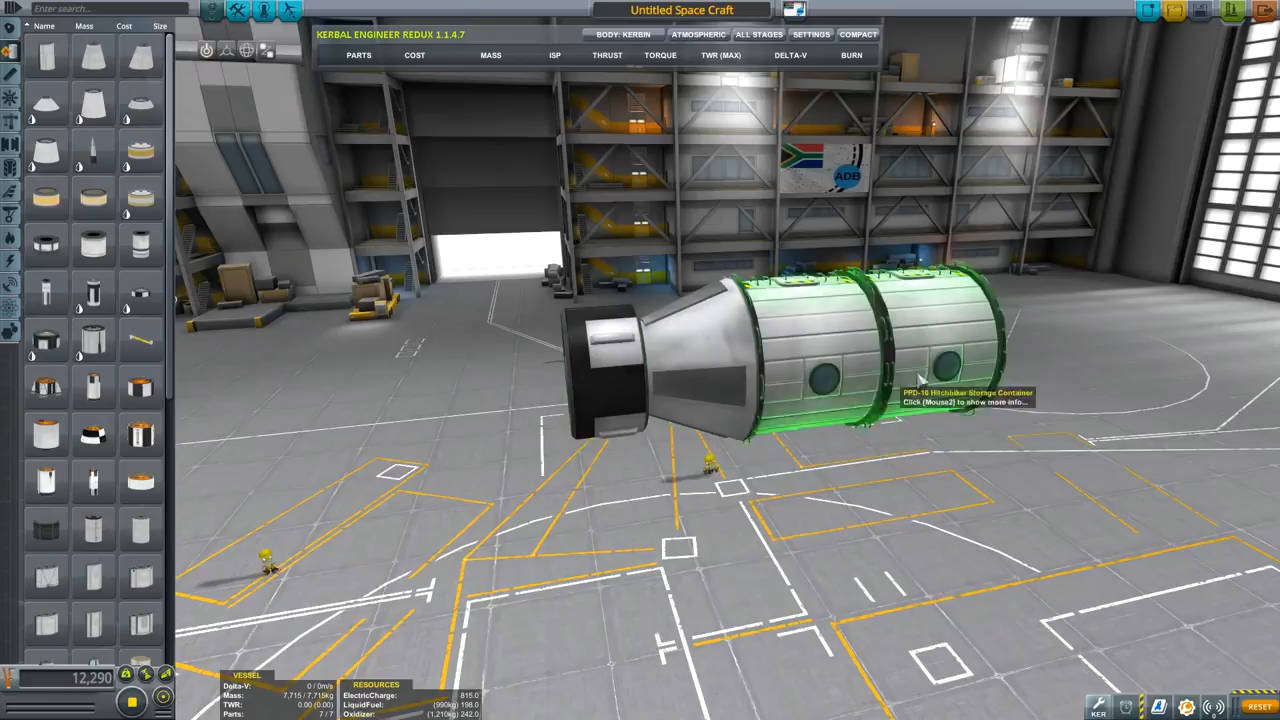 Enter search...
Untitled Space Craft
Name Mass Cost Size
KERBAL ENGINEER REDUX 1.1.4.7
BODY: KERBIN ATMOSPHERIC ALL STAGES SETTINGS COMPACT
PARTS COST MASS ISP THRUST TORQUE TWR (MAX) DELTA-V BURN
ADB
PPD-10 Hitchhiker Storage Container
Click [Mouse2] to show more info...
12,290
VESSEL
Delta-V: 0 / 0m/s
Mass: 7,715 / 7,715kg
TWR: 0.00 (0.00)
Parts: 7 / 7
RESOURCES
ElectricCharge: 815.0
LiquidFuel: (990kg) 198.0
Oxidizer: (1,210kg) 242.0
KER
RESET